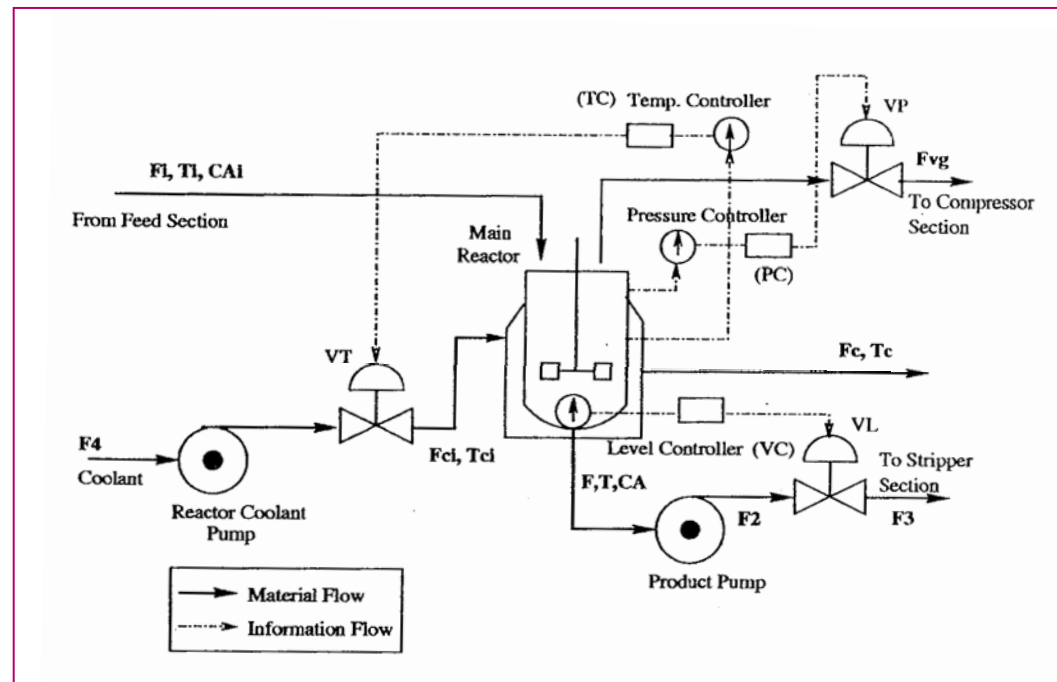 (TC) Temp. Controller
VP
Fi, Ti, CAi
Fvg
From Feed Section
To Compressor
Section
Pressure Controller
Main
Reactor
(PC)
VT
Fc, Tc
F4
Coolant
Fci, Tci
Level Controller (VC)
VL
To Stripper
Section
F,T,CA
F2
F3
Reactor Coolant
Pump
Product Pump
Material Flow
Information Flow